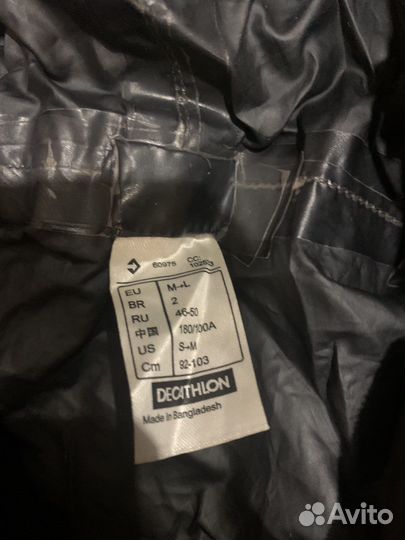 60975 CC:
EU M→L
BR 2
RU 46-50
中国 180/100A
US S→M
Cm 92-103
DECATHLON
Made in Bangladesh
Avito